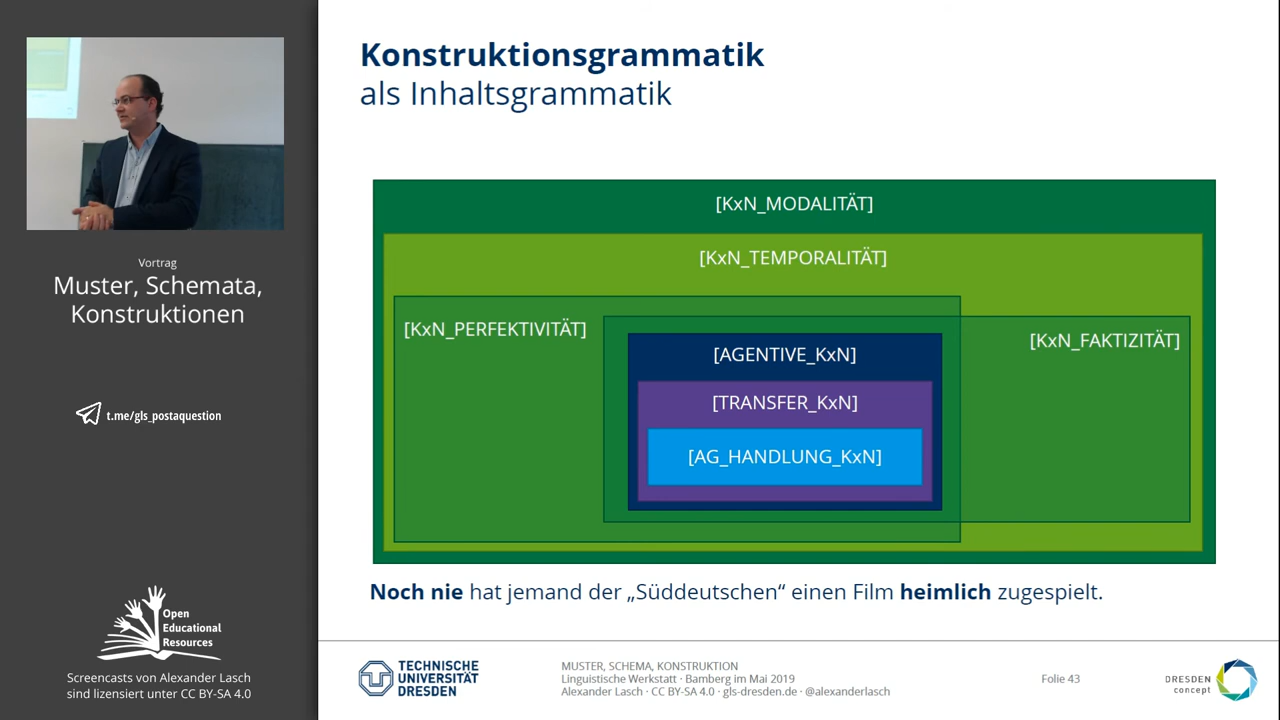 Konstruktionsgrammatik
als Inhaltsgrammatik
[KxN_MODALITÄT]
[KxN_TEMPORALITÄT]
[KxN_PERFEKTIVITÄT]
[KxN_FAKTIZITÄT]
[AGENTIVE_KxN]
[TRANSFER_KxN]
[AG_HANDLUNG_KxN]
Noch nie hat jemand der „Süddeutschen“ einen Film heimlich zugespielt.
Vortrag
Muster, Schemata,
Konstruktionen
t.me/gls_postaquestion
Open
Educational
Resources
Screencasts von Alexander Lasch
sind lizensiert unter CC BY-SA 4.0
TECHNISCHE
UNIVERSITÄT
DRESDEN
MUSTER, SCHEMA, KONSTRUKTION
Linguistische Werkstatt · Bamberg im Mai 2019
Alexander Lasch · CC BY-SA 4.0 · gls-dresden.de · @alexanderlasch
Folie 43
DRESDEN
concept